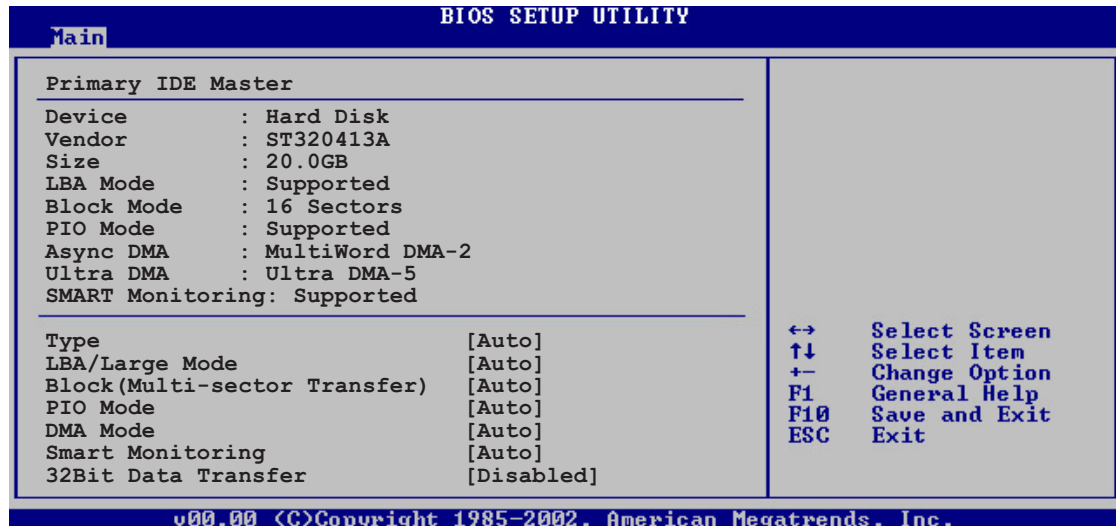 BIOS SETUP UTILITY
Main
Primary IDE Master
Device : Hard Disk
Vendor : ST320413A
Size : 20.0GB
LBA Mode : Supported
Block Mode : 16 Sectors
PIO Mode : Supported
Async DMA : MultiWord DMA-2
Ultra DMA : Ultra DMA-5
SMART Monitoring: Supported
Type [Auto]
LBA/Large Mode [Auto]
Block(Multi-sector Transfer) [Auto]
PIO Mode [Auto]
DMA Mode [Auto]
Smart Monitoring [Auto]
32Bit Data Transfer [Disabled]
←→ Select Screen
↑↓ Select Item
+- Change Option
F1 General Help
F10 Save and Exit
ESC Exit
v00.00 (C)Copyright 1985-2002, American Megatrends, Inc.